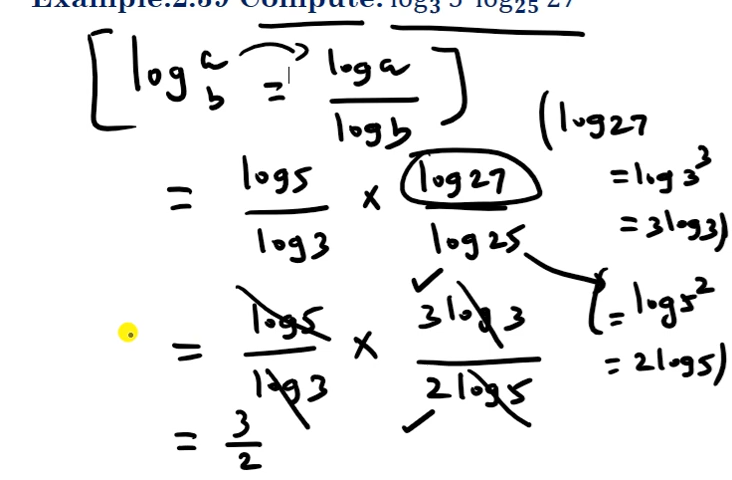 Example:2.39 Compute: log₃ 5 · log₂₅ 27
[log_b a = log a / log b]
(log 27
= log 5 / log 3 × log 27 / log 25
= log 3³
= 3 log 3)
= log 5 / log 3 × 3 log 3 / 2 log 5
(= log 5²
= 2 log 5)
= 3/2